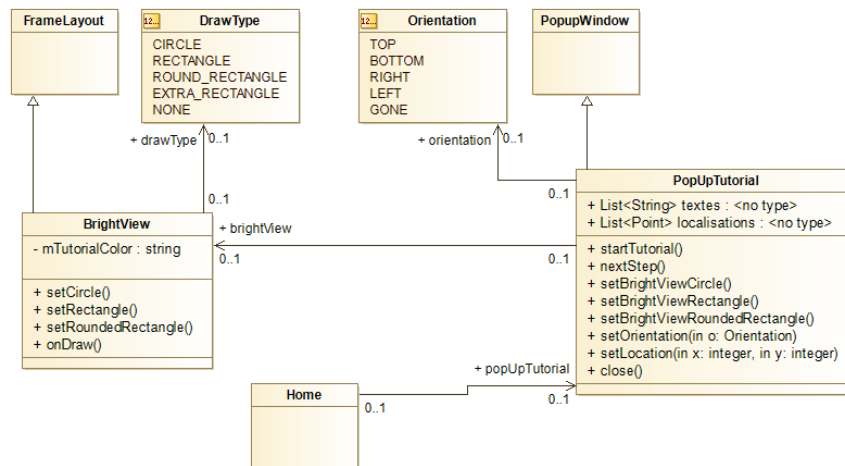 FrameLayout
12... DrawType
CIRCLE
RECTANGLE
ROUND_RECTANGLE
EXTRA_RECTANGLE
NONE
12... Orientation
TOP
BOTTOM
RIGHT
LEFT
GONE
PopupWindow
+ drawType 0..1
0..1
+ orientation 0..1
0..1
BrightView
- mTutorialColor : string
+ setCircle()
+ setRectangle()
+ setRoundedRectangle()
+ onDraw()
+ brightView
0..1
0..1
PopUpTutorial
+ List<String> textes : <no type>
+ List<Point> localisations : <no type>
+ startTutorial()
+ nextStep()
+ setBrightViewCircle()
+ setBrightViewRectangle()
+ setBrightViewRoundedRectangle()
+ setOrientation(in o: Orientation)
+ setLocation(in x: integer, in y: integer)
+ close()
Home
+ popUpTutorial
0..1
0..1